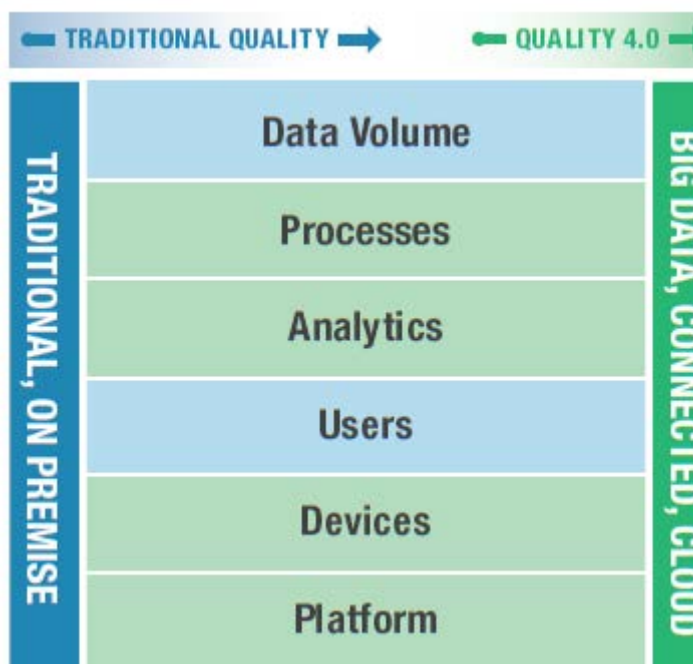 TRADITIONAL QUALITY
QUALITY 4.0
TRADITIONAL, ON PREMISE
Data Volume
Processes
Analytics
Users
Devices
Platform
BIG DATA, CONNECTED, CLOUD